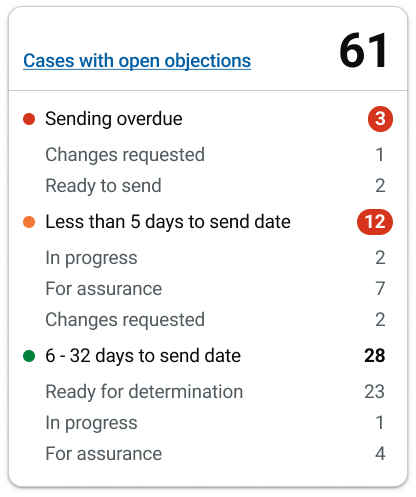 Cases with open objections 61
Sending overdue 3
Changes requested 1
Ready to send 2
Less than 5 days to send date 12
In progress 2
For assurance 7
Changes requested 2
6 - 32 days to send date 28
Ready for determination 23
In progress 1
For assurance 4